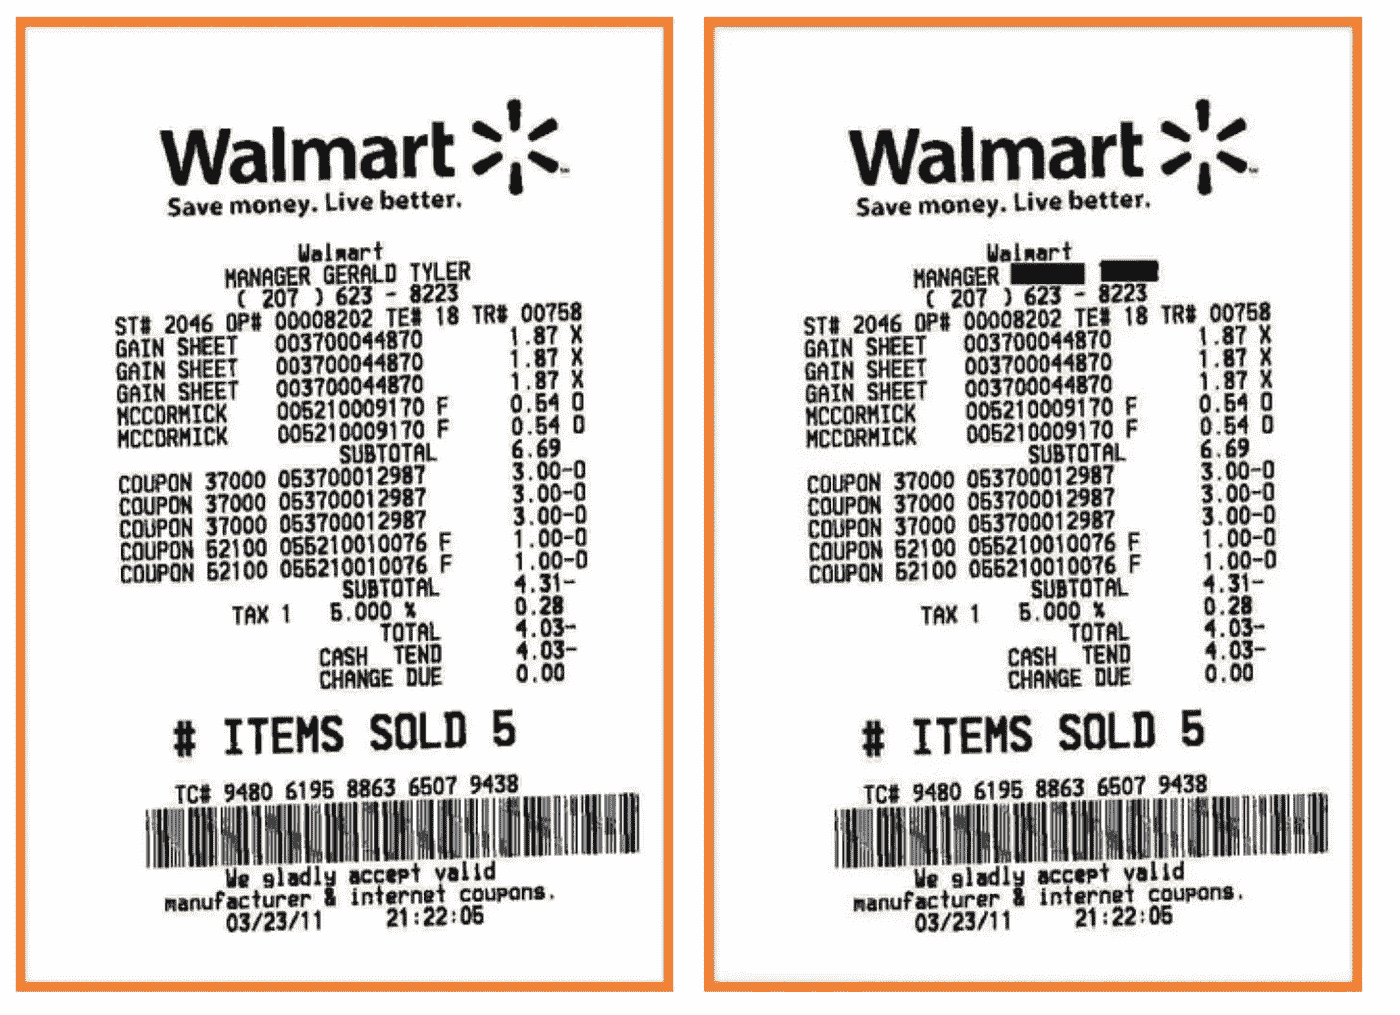 Walmart
Save money. Live better.
Walmart
MANAGER GERALD TYLER
( 207 ) 623 - 8223
ST# 2046 OP# 00008202 TE# 18 TR# 00758
GAIN SHEET 003700044870 1.87 X
GAIN SHEET 003700044870 1.87 X
GAIN SHEET 003700044870 1.87 X
MCCORMICK 005210009170 F 0.54 O
MCCORMICK 005210009170 F 0.54 O
SUBTOTAL 6.69
COUPON 37000 053700012987 3.00-O
COUPON 37000 053700012987 3.00-O
COUPON 37000 053700012987 3.00-O
COUPON 52100 055210010076 F 1.00-O
COUPON 52100 055210010076 F 1.00-O
SUBTOTAL 4.31-
TAX 1 5.000 % 0.28
TOTAL 4.03-
CASH TEND 4.03-
CHANGE DUE 0.00
# ITEMS SOLD 5
TC# 9480 6195 8863 6507 9438
We gladly accept valid
manufacturer & internet coupons.
03/23/11 21:22:05
Walmart
Save money. Live better.
Walmart
MANAGER
( 207 ) 623 - 8223
ST# 2046 OP# 00008202 TE# 18 TR# 00758
GAIN SHEET 003700044870 1.87 X
GAIN SHEET 003700044870 1.87 X
GAIN SHEET 003700044870 1.87 X
MCCORMICK 005210009170 F 0.54 O
MCCORMICK 005210009170 F 0.54 O
SUBTOTAL 6.69
COUPON 37000 053700012987 3.00-O
COUPON 37000 053700012987 3.00-O
COUPON 37000 053700012987 3.00-O
COUPON 52100 055210010076 F 1.00-O
COUPON 52100 055210010076 F 1.00-O
SUBTOTAL 4.31-
TAX 1 5.000 % 0.28
TOTAL 4.03-
CASH TEND 4.03-
CHANGE DUE 0.00
# ITEMS SOLD 5
TC# 9480 6195 8863 6507 9438
We gladly accept valid
manufacturer & internet coupons.
03/23/11 21:22:05